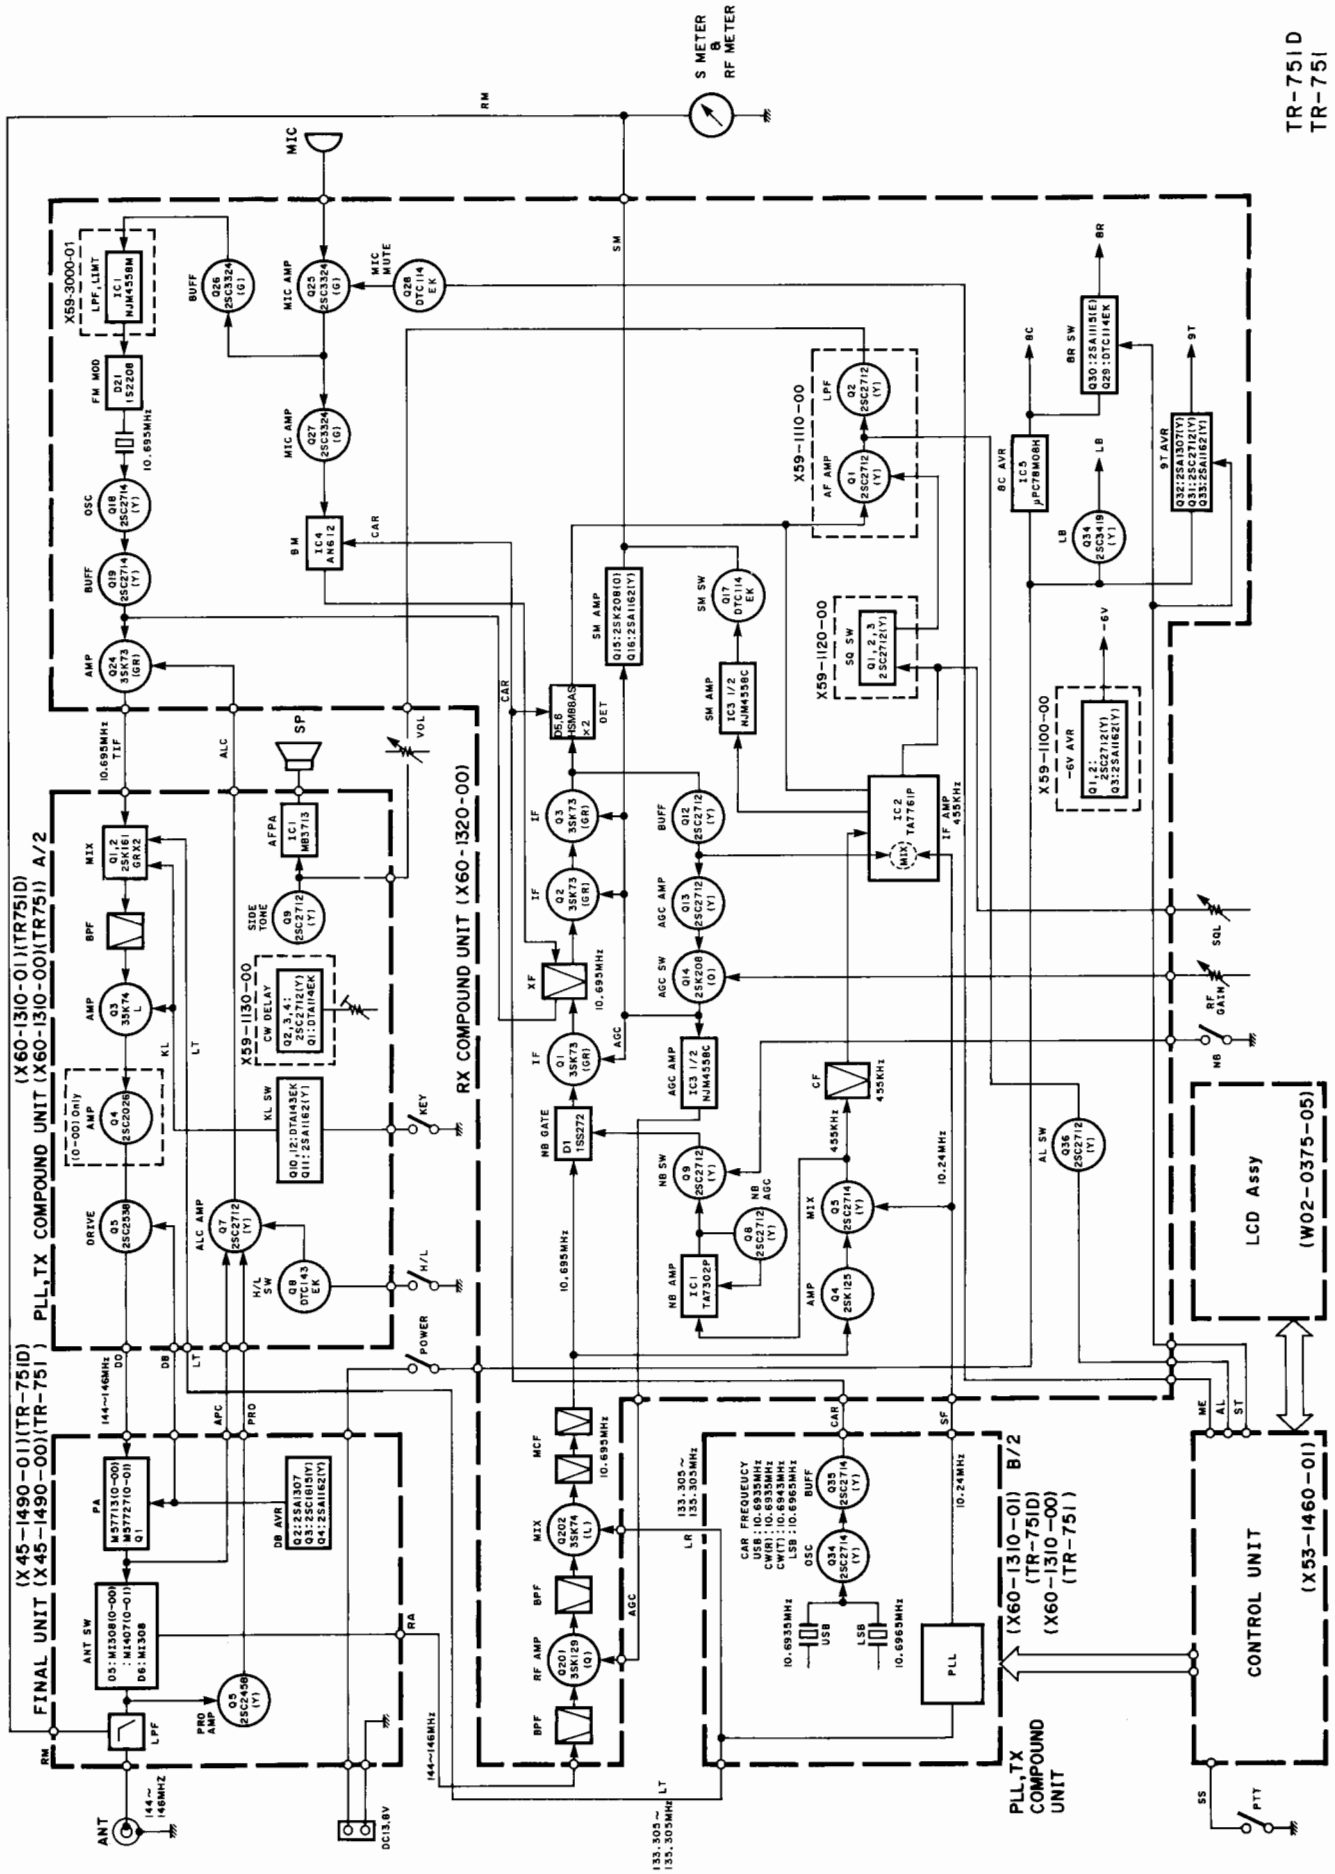 TR-751D
TR-751
FINAL UNIT
(X45-1490-01)(TR-751D)
(X45-1490-00)(TR-751)
PLL,TX COMPOUND UNIT
(X60-1310-01)(TR751D)
(X60-1310-00)(TR751) A/2
ANT
144~
146MHz
RM
LPF
ANT SW
D5:MI308(0-00)
:MI407(0-01)
D6:MI308
PRO
AMP
Q5
2SC2458
(Y)
PA
M57713(0-00)
M57727(0-01)
Q1
DB AVR
Q2:2SA1307
Q3:2SC1815(Y)
Q4:2SA1162(Y)
144~146MHz
DO
DB
LT
APC
PRO
RA
DC13.8V
POWER
DRIVE
Q5
2SC2538
(0-001 Only
AMP
Q4
2SC2026
AMP
Q3
3SK74
L
BPF
MIX
Q1,2
2SK161
GRX2
KL
LT
ALC AMP
Q7
2SC2712
(Y)
H/L
SW
Q8
DTC143
EK
H/L
KL SW
Q10,12:DTA143EK
Q11:2SA1162(Y)
KEY
X59-1130-00
CW DELAY
Q2,3,4:
2SC2712(Y)
Q1:DTA114EK
SIDE
TONE
Q9
2SC2712
(Y)
AFPA
IC1
MB3713
SP
10.695MHz
TIF
ALC
VOL
AMP
Q24
3SK73
(GR)
BUFF
Q19
2SC2714
(Y)
OSC
Q18
2SC2714
(Y)
10.695MHz
FM MOD
D21
1S2208
X59-3000-01
LPF,LIMT
IC1
NJM4558M
BUFF
Q26
2SC3324
(G)
MIC AMP
Q25
2SC3324
(G)
MIC
MIC
MUTE
Q28
DTC114
EK
MIC AMP
Q27
2SC3324
(G)
BM
IC4
AN612
CAR
RM
S METER
&
RF METER
SM
RX COMPOUND UNIT (X60-1320-00)
144~146MHz
BPF
RF AMP
Q201
3SK129
(Q)
BPF
MIX
Q202
3SK74
(L)
MCF
10.695MHz
10.695MHz
NB GATE
D1
1SS272
IF
Q1
3SK73
(GR)
XF
10.695MHz
IF
Q2
3SK73
(GR)
IF
Q3
3SK73
(GR)
CAR
D5,6
HSM88AS
×2
DET
AGC
AGC
SM AMP
Q15:2SK208(O)
Q16:2SA1162(Y)
AGC AMP
IC3 1/2
NJM4558C
AGC SW
Q14
2SK208
(O)
AGC AMP
Q13
2SC2712
(Y)
BUFF
Q12
2SC2712
(Y)
SM AMP
IC3 1/2
NJM4558C
SM SW
Q17
DTC114
EK
NB AMP
IC1
TA7302P
NB SW
Q9
2SC2712
(Y)
NB
AGC
Q8
2SC2712
(Y)
AMP
Q4
2SK125
MIX
Q5
2SC2714
(Y)
455KHz
CF
455KHz
10.24MHz
IC2
TA7761P
MIX
IF AMP
455KHz
X59-1110-00
AF AMP
Q1
2SC2712
(Y)
LPF
Q2
2SC2712
(Y)
X59-1120-00
SQ SW
Q1,2,3
2SC2712(Y)
X59-1100-00
-6V AVR
Q1,2:
2SC2712(Y)
Q3:2SA1162(Y)
-6V
8C AVR
IC5
μPC78M08H
8C
8R SW
Q30:2SA1115(E)
Q29:DTC114EK
8R
LB
Q34
2SC3419
(Y)
LB
9T AVR
Q32:2SA1307(Y)
Q31:2SC2712(Y)
Q33:2SA1162(Y)
9T
SQL
RF
GAIN
NB
AL SW
Q36
2SC2712
(Y)
133.305~
135.305MHz
LT
133.305~
135.305MHz
LR
CAR FREQUEUCY
USB:10.6935MHz
CW(R):10.6935MHz
CW(T):10.6943MHz
LSB:10.6965MHz
10.6935MHz
USB
LSB
10.6965MHz
OSC
Q34
2SC2714
(Y)
BUFF
Q35
2SC2714
(Y)
CAR
SF
10.24MHz
PLL
PLL,TX
COMPOUND
UNIT
(X60-1310-01) B/2
(TR-751D)
(X60-1310-00)
(TR-751)
CONTROL UNIT
(X53-1460-01)
ME
AL
ST
SS
PTT
LCD Assy
(W02-0375-05)